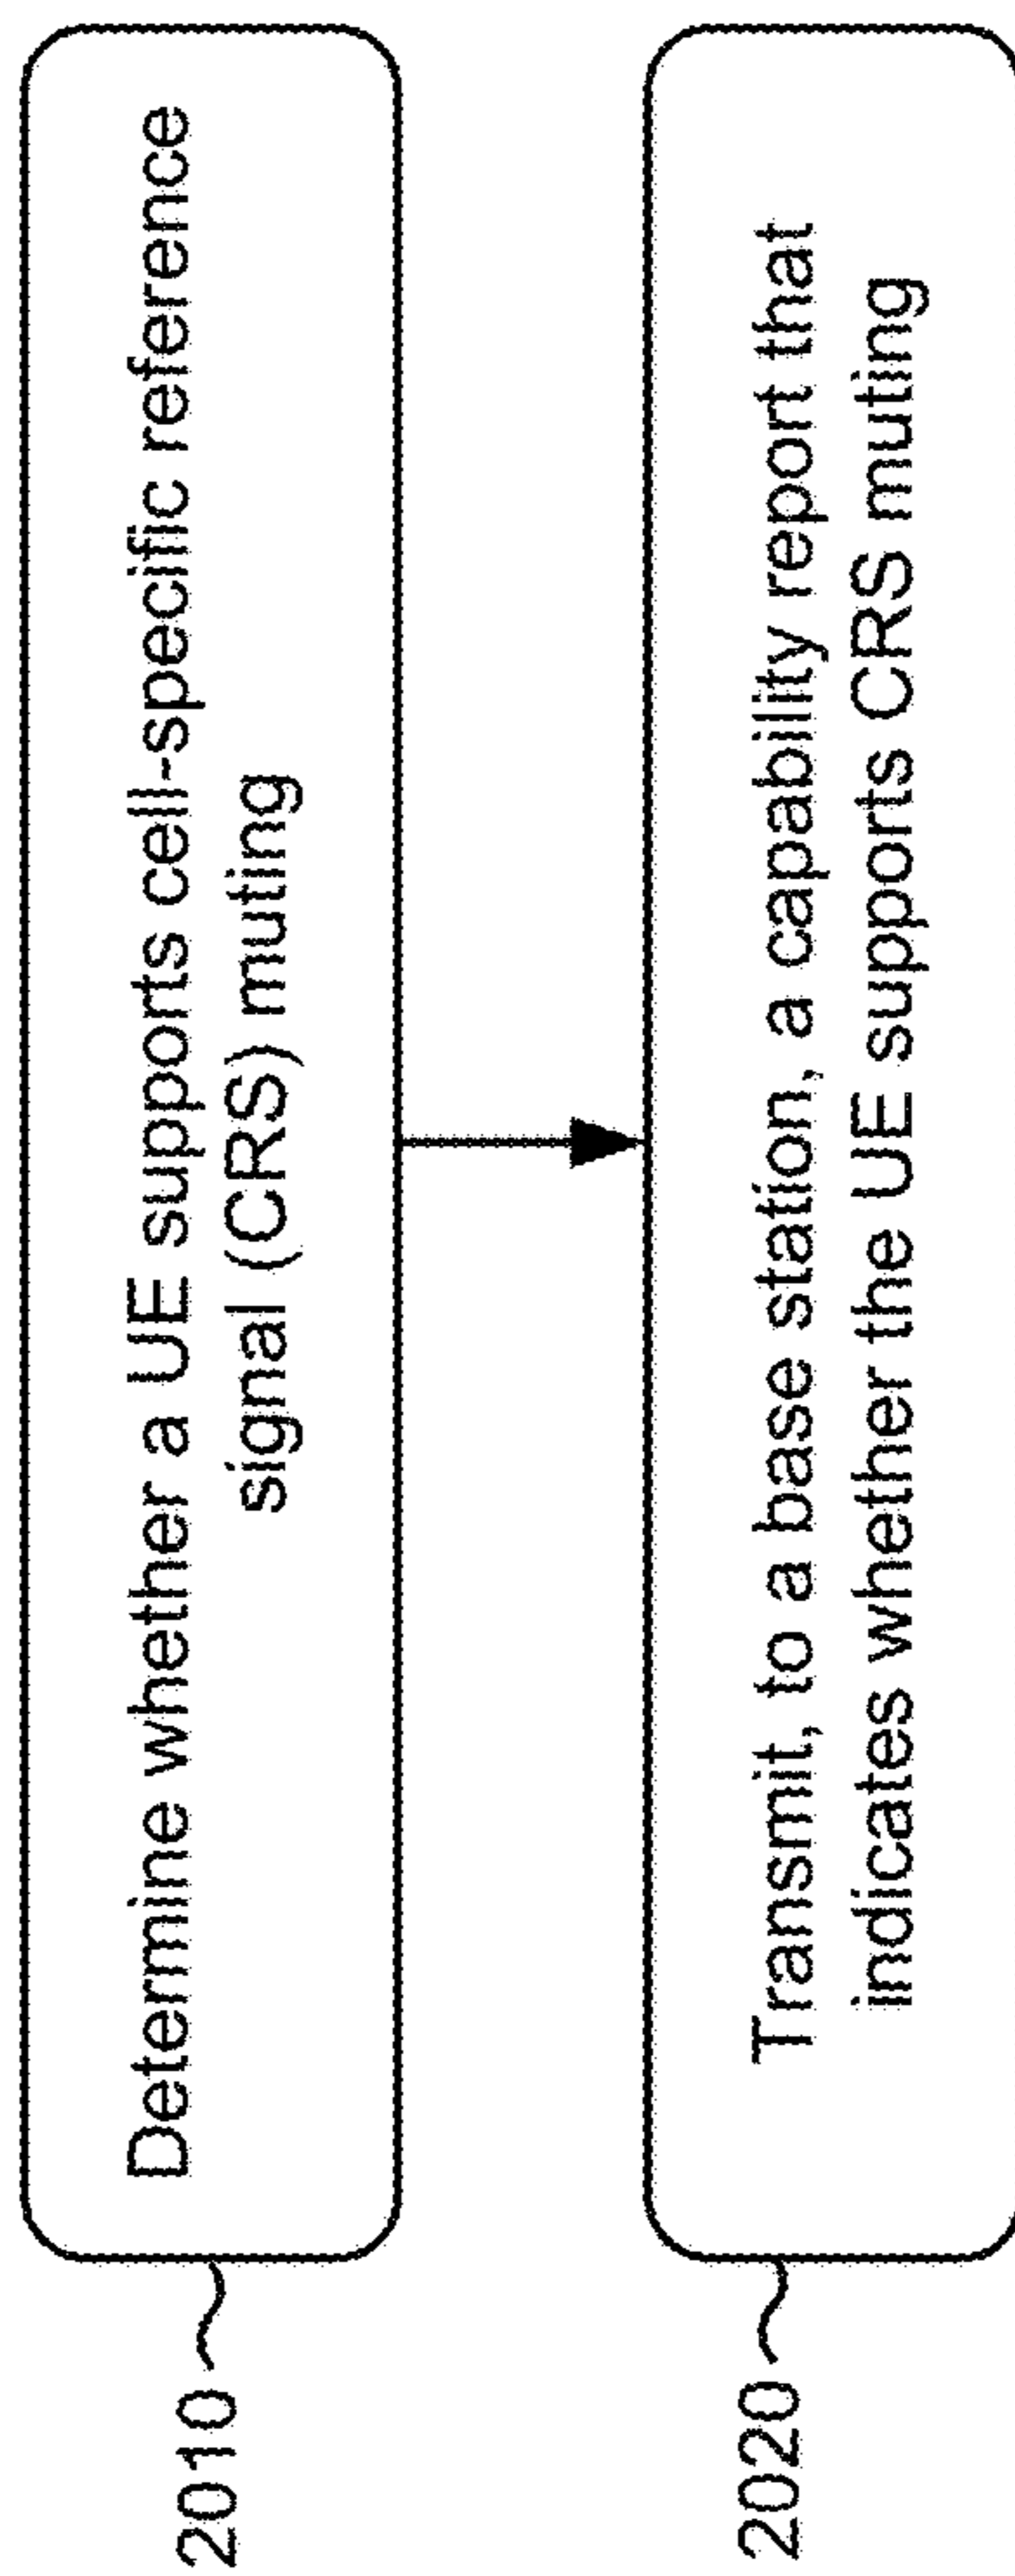 2010
Determine whether a UE supports cell-specific reference
signal (CRS) muting
2020
Transmit, to a base station, a capability report that
indicates whether the UE supports CRS muting